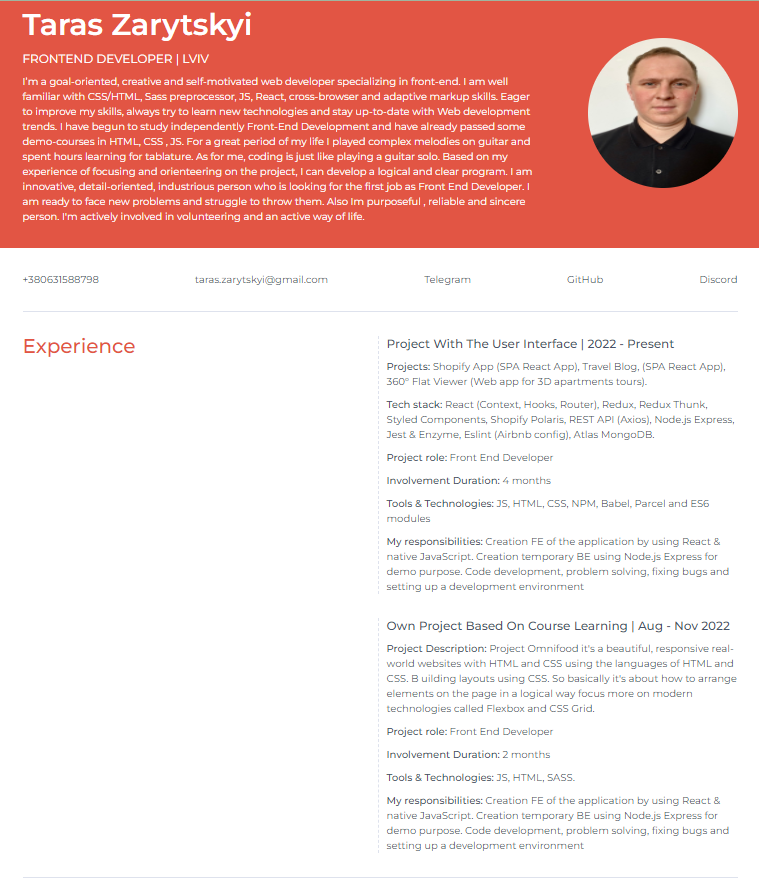 Taras Zarytskyi
FRONTEND DEVELOPER | LVIV
I'm a goal-oriented, creative and self-motivated web developer specializing in front-end. I am well
familiar with CSS/HTML, Sass preprocessor, JS, React, cross-browser and adaptive markup skills. Eager
to improve my skills, always try to learn new technologies and stay up-to-date with Web development
trends. I have begun to study independently Front-End Development and have already passed some
demo-courses in HTML, CSS , JS. For a great period of my life I played complex melodies on guitar and
spent hours learning for tablature. As for me, coding is just like playing a guitar solo. Based on my
experience of focusing and orienteering on the project, I can develop a logical and clear program. I am
innovative, detail-oriented, industrious person who is looking for the first job as Front End Developer. I
am ready to face new problems and struggle to throw them. Also Im purposeful , reliable and sincere
person. I'm actively involved in volunteering and an active way of life.
+380631588798 taras.zarytskyi@gmail.com Telegram GitHub Discord
Experience
Project With The User Interface | 2022 - Present
Projects: Shopify App (SPA React App), Travel Blog, (SPA React App),
360° Flat Viewer (Web app for 3D apartments tours).
Tech stack: React (Context, Hooks, Router), Redux, Redux Thunk,
Styled Components, Shopify Polaris, REST API (Axios), Node.js Express,
Jest & Enzyme, Eslint (Airbnb config), Atlas MongoDB.
Project role: Front End Developer
Involvement Duration: 4 months
Tools & Technologies: JS, HTML, CSS, NPM, Babel, Parcel and ES6
modules
My responsibilities: Creation FE of the application by using React &
native JavaScript. Creation temporary BE using Node.js Express for
demo purpose. Code development, problem solving, fixing bugs and
setting up a development environment
Own Project Based On Course Learning | Aug - Nov 2022
Project Description: Project Omnifood it's a beautiful, responsive real-
world websites with HTML and CSS using the languages of HTML and
CSS. B uilding layouts using CSS. So basically it's about how to arrange
elements on the page in a logical way focus more on modern
technologies called Flexbox and CSS Grid.
Project role: Front End Developer
Involvement Duration: 2 months
Tools & Technologies: JS, HTML, SASS.
My responsibilities: Creation FE of the application by using React &
native JavaScript. Creation temporary BE using Node.js Express for
demo purpose. Code development, problem solving, fixing bugs and
setting up a development environment